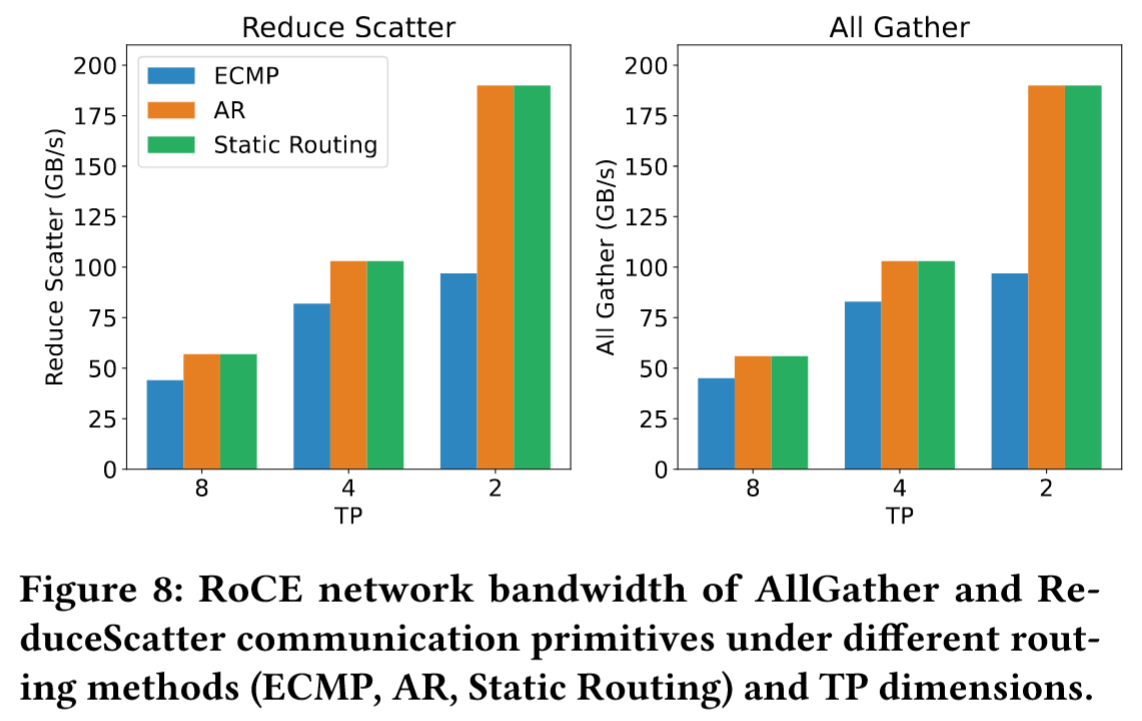 Reduce Scatter
Reduce Scatter (GB/s)
200
175
150
125
100
75
50
25
0
ECMP
AR
Static Routing
8
4
2
TP
All Gather
All Gather (GB/s)
200
175
150
125
100
75
50
25
0
8
4
2
TP
Figure 8: RoCE network bandwidth of AllGather and Re-
duceScatter communication primitives under different rout-
ing methods (ECMP, AR, Static Routing) and TP dimensions.